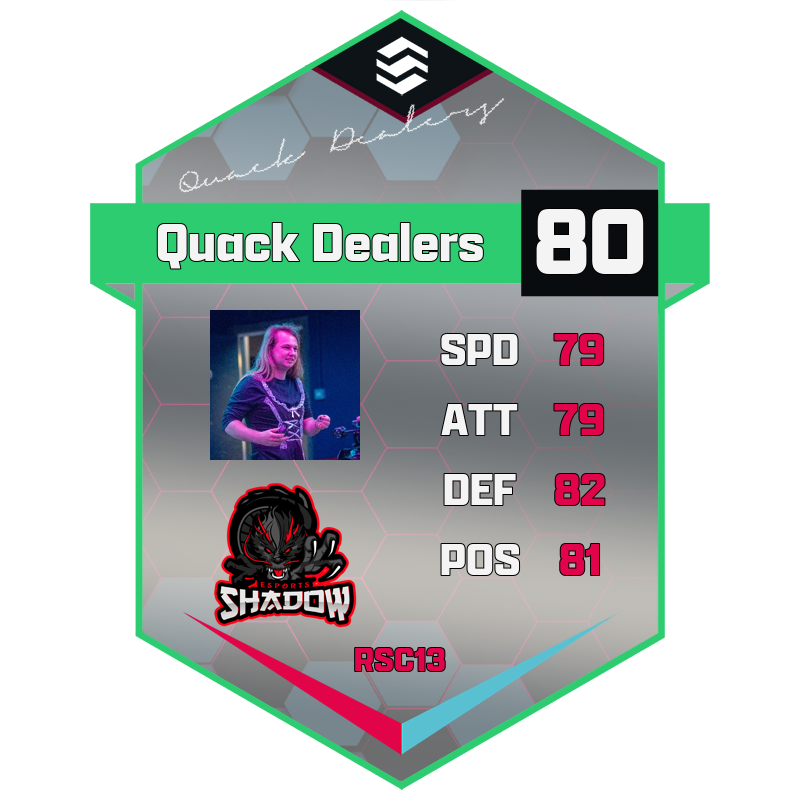 Quack Dealers
Quack Dealers 80
SPD 79
ATT 79
DEF 82
POS 81
ESPORTS
SHADOW
RSC13